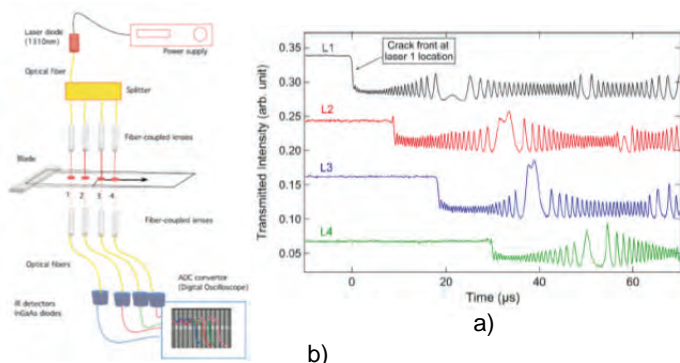 Laser diode
(1310nm)
Power supply
Optical fiber
Splitter
Fiber-coupled lenses
Blade
1 2 3 4
Fiber-coupled lenses
Optical fibers
ADC convertor
(Digital Oscilloscope)
IR detectors
InGaAs diodes
b)
Transmitted Intensity (arb. unit)
0.35
0.30
0.25
0.20
0.15
0.10
0.05
L1
Crack front at
laser 1 location
L2
L3
L4
0 20 40 60
Time (µs)
a)